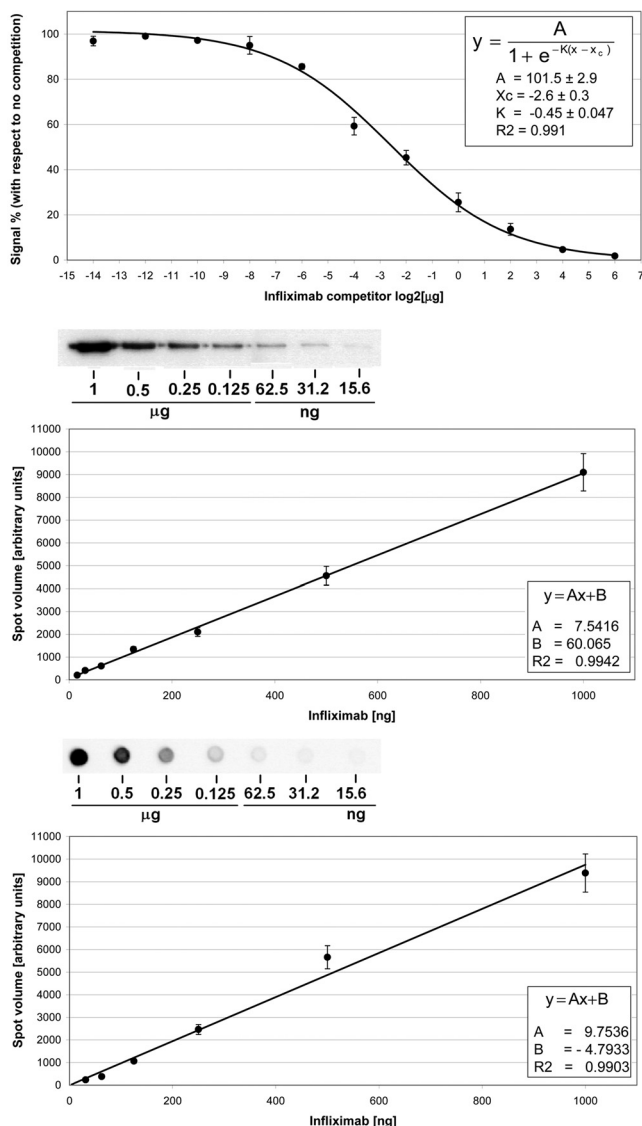 Signal % (with respect to no competition)
120
100
80
60
40
20
0
y = A / 1 + e^-K(x - x_c)
A = 101.5 ± 2.9
Xc = -2.6 ± 0.3
K = -0.45 ± 0.047
R2 = 0.991
-15 -14 -13 -12 -11 -10 -9 -8 -7 -6 -5 -4 -3 -2 -1 0 1 2 3 4 5 6 7
Infliximab competitor log2[µg]
1 0.5 0.25 0.125 62.5 31.2 15.6
µg ng
Spot volume [arbitrary units]
11000
10000
9000
8000
7000
6000
5000
4000
3000
2000
1000
0
y = Ax+B
A = 7.5416
B = 60.065
R2 = 0.9942
0 200 400 600 800 1000
Infliximab [ng]
1 0.5 0.25 0.125 62.5 31.2 15.6
µg ng
Spot volume [arbitrary units]
11000
10000
9000
8000
7000
6000
5000
4000
3000
2000
1000
0
y = Ax+B
A = 9.7536
B = - 4.7933
R2 = 0.9903
0 200 400 600 800 1000
Infliximab [ng]